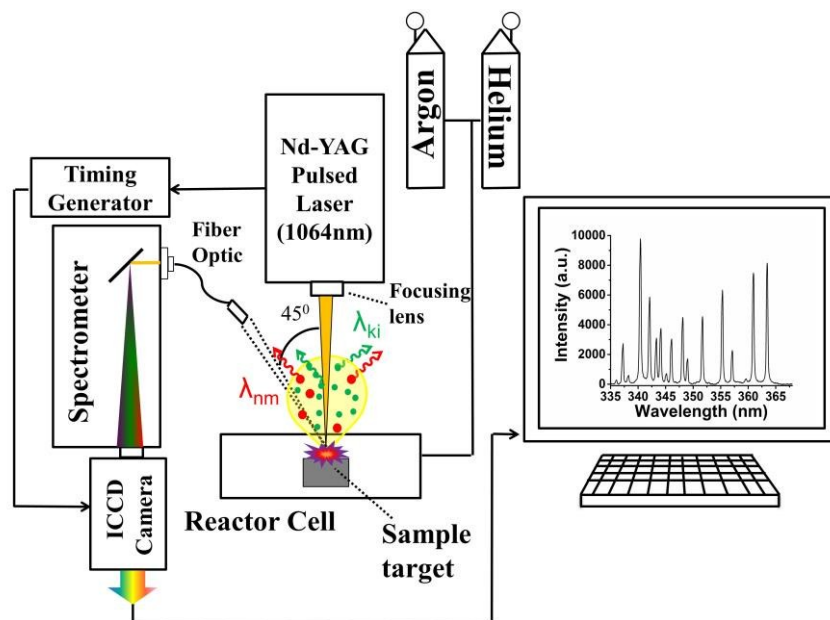 Argon
Helium
Nd-YAG
Pulsed
Laser
(1064nm)
Timing
Generator
Fiber
Optic
Spectrometer
45⁰
Focusing
lens
λki
λnm
Reactor Cell
Sample
target
ICCD
Camera
Intensity (a.u.)
10000
8000
6000
4000
2000
0
335 340 345 350 355 360 365
Wavelength (nm)